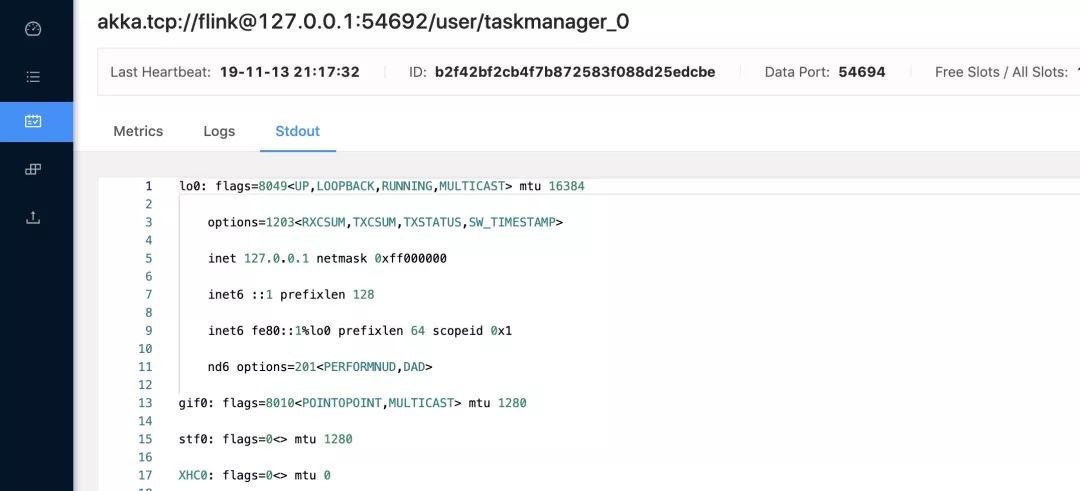 akka.tcp://flink@127.0.0.1:54692/user/taskmanager_0
Last Heartbeat: 19-11-13 21:17:32 ID: b2f42bf2cb4f7b872583f088d25edcbe Data Port: 54694 Free Slots / All Slots:
Metrics Logs Stdout
1 lo0: flags=8049<UP,LOOPBACK,RUNNING,MULTICAST> mtu 16384
2
3 options=1203<RXCSUM,TXCSUM,TXSTATUS,SW_TIMESTAMP>
4
5 inet 127.0.0.1 netmask 0xff000000
6
7 inet6 ::1 prefixlen 128
8
9 inet6 fe80::1%lo0 prefixlen 64 scopeid 0x1
10
11 nd6 options=201<PERFORMNUD,DAD>
12
13 gif0: flags=8010<POINTOPOINT,MULTICAST> mtu 1280
14
15 stf0: flags=0<> mtu 1280
16
17 XHC0: flags=0<> mtu 0